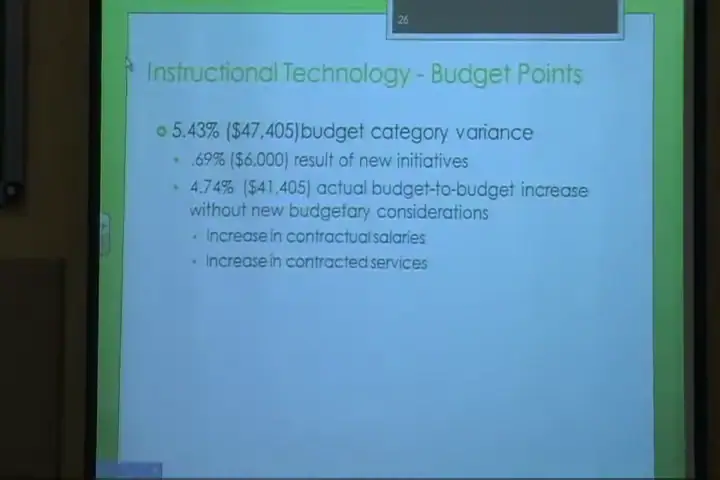 26
Instructional Technology - Budget Points
5.43% ($47,405)budget category variance
.69% ($6,000) result of new initiatives
4.74% ($41,405) actual budget-to-budget increase
without new budgetary considerations
Increase in contractual salaries
Increase in contracted services